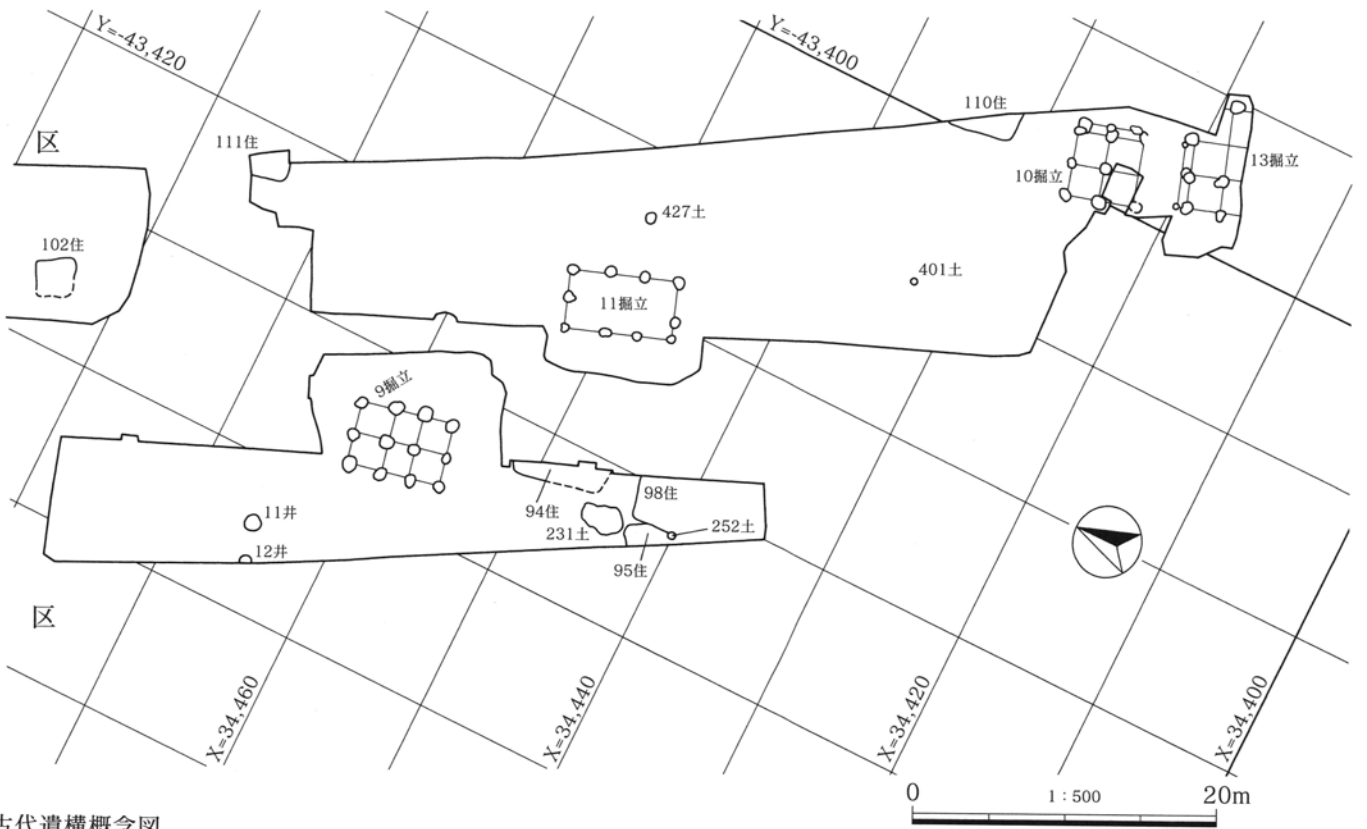 Y=-43,420
Y=-43,400
区
111住
110住
10掘立
13掘立
102住
427土
401土
11掘立
9掘立
11井
12井
94住
98住
231土
252土
95住
区
X=34,460
X=34,440
X=34,420
X=34,400
0
1:500
20m
古代遺構概念図